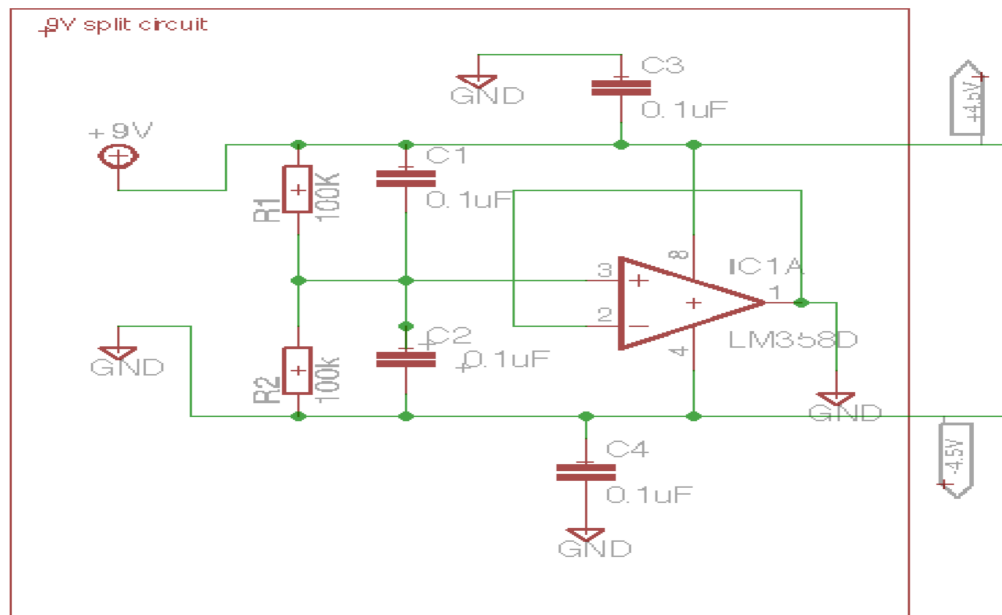 9V split circuit
C3
GND
0.1uF
+4.5V
+9V
C1
R1
100K
0.1uF
8
IC1A
3
1
2
LM358D
GND
C2
0.1uF
4
R2
100k
GND
-4.5V
C4
0.1uF
GND